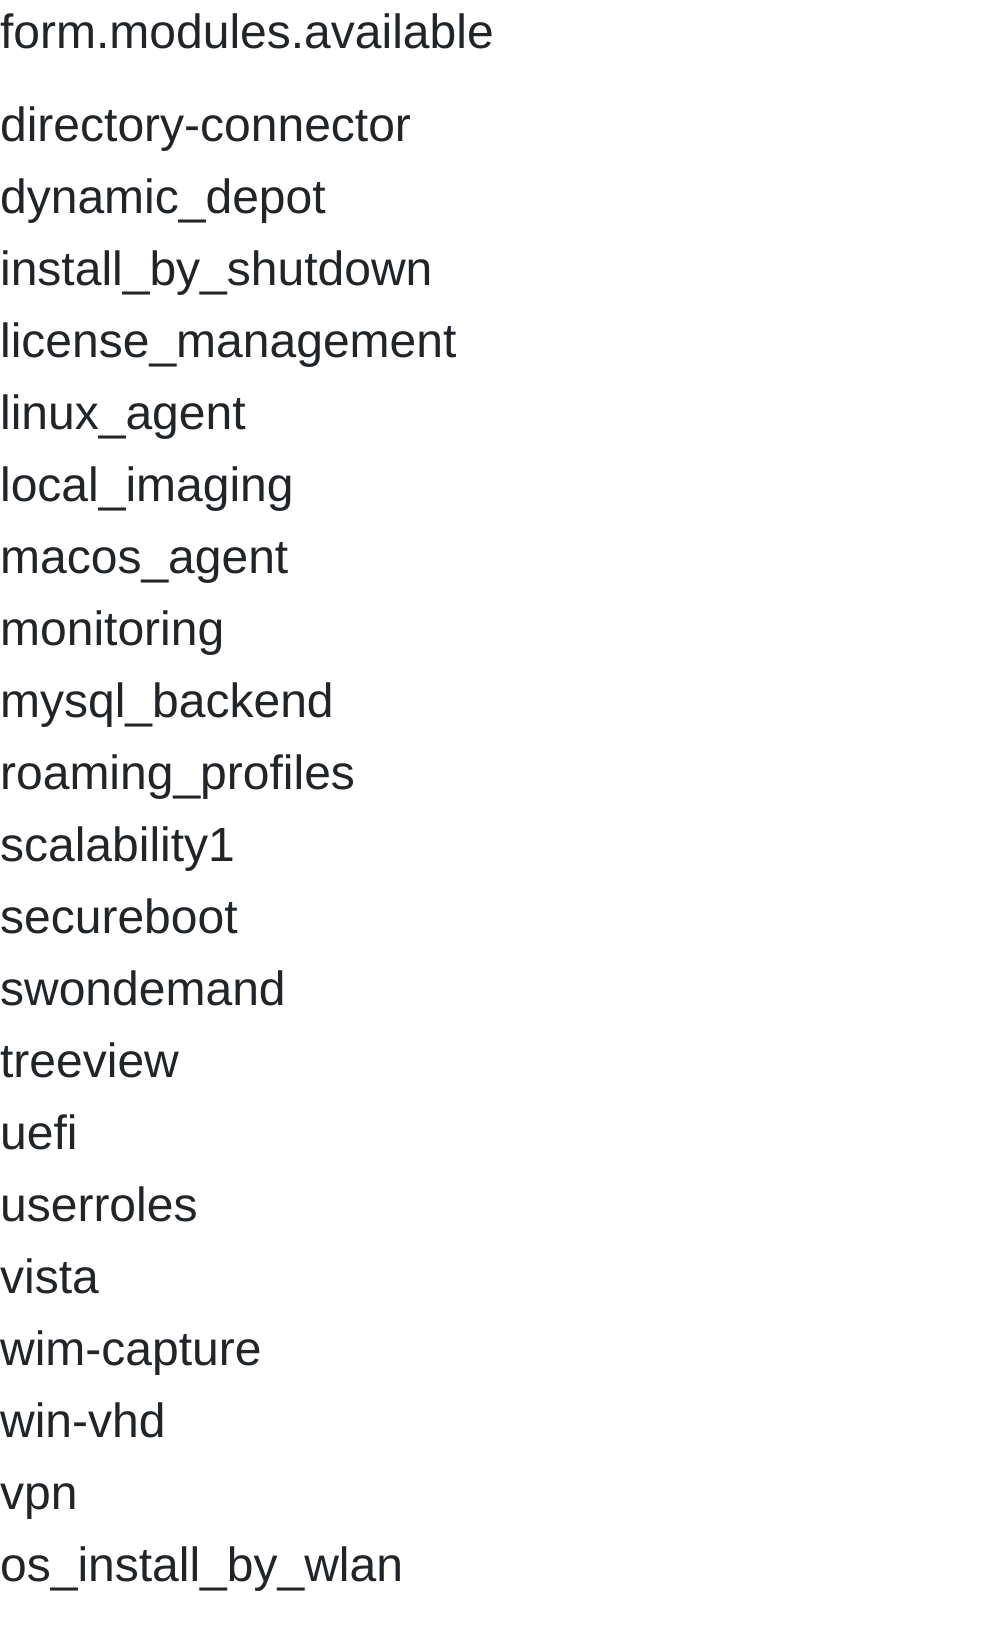 form.modules.available
directory-connector
dynamic_depot
install_by_shutdown
license_management
linux_agent
local_imaging
macos_agent
monitoring
mysql_backend
roaming_profiles
scalability1
secureboot
swondemand
treeview
uefi
userroles
vista
wim-capture
win-vhd
vpn
os_install_by_wlan